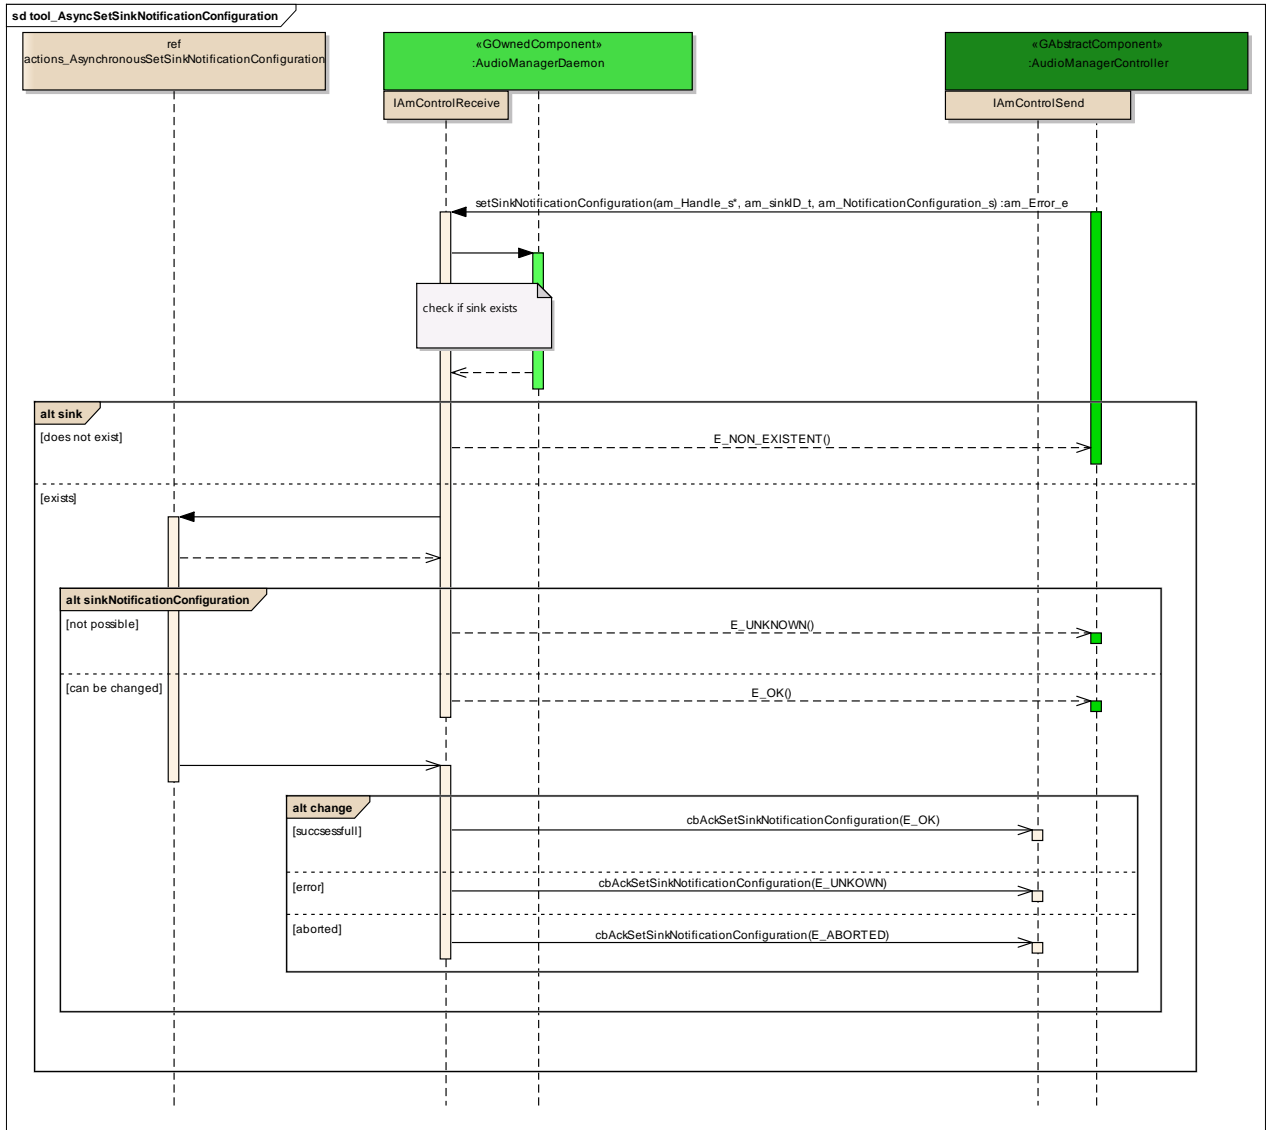 sd tool_AsyncSetSinkNotificationConfiguration
ref
actions_AsynchronousSetSinkNotificationConfiguration
«GOwnedComponent»
:AudioManagerDaemon
«GAbstractComponent»
:AudioManagerController
IAmControlReceive
IAmControlSend
setSinkNotificationConfiguration(am_Handle_s*, am_sinkID_t, am_NotificationConfiguration_s) :am_Error_e
check if sink exists
alt sink
[does not exist]
E_NON_EXISTENT()
[exists]
alt sinkNotificationConfiguration
[not possible]
E_UNKNOWN()
[can be changed]
E_OK()
alt change
[succsessfull]
cbAckSetSinkNotificationConfiguration(E_OK)
[error]
cbAckSetSinkNotificationConfiguration(E_UNKOWN)
[aborted]
cbAckSetSinkNotificationConfiguration(E_ABORTED)